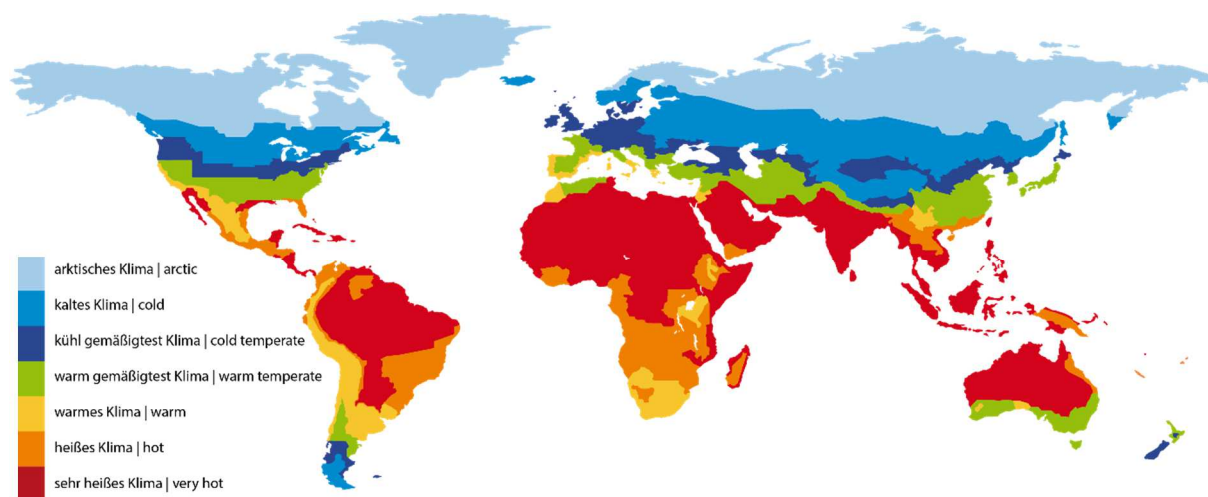 arktisches Klima | arctic
kaltes Klima | cold
kühl gemäßigtest Klima | cold temperate
warm gemäßigtest Klima | warm temperate
warmes Klima | warm
heißes Klima | hot
sehr heißes Klima | very hot